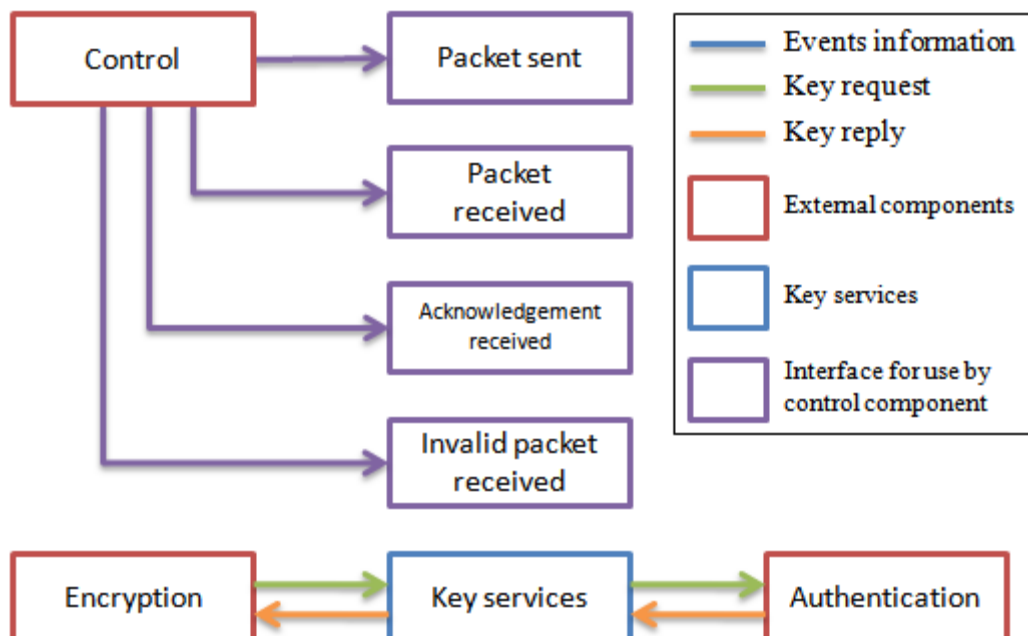 Control
Packet sent
Packet
received
Acknowledgement
received
Invalid packet
received
Encryption
Key services
Authentication
Events information
Key request
Key reply
External components
Key services
Interface for use by
control component